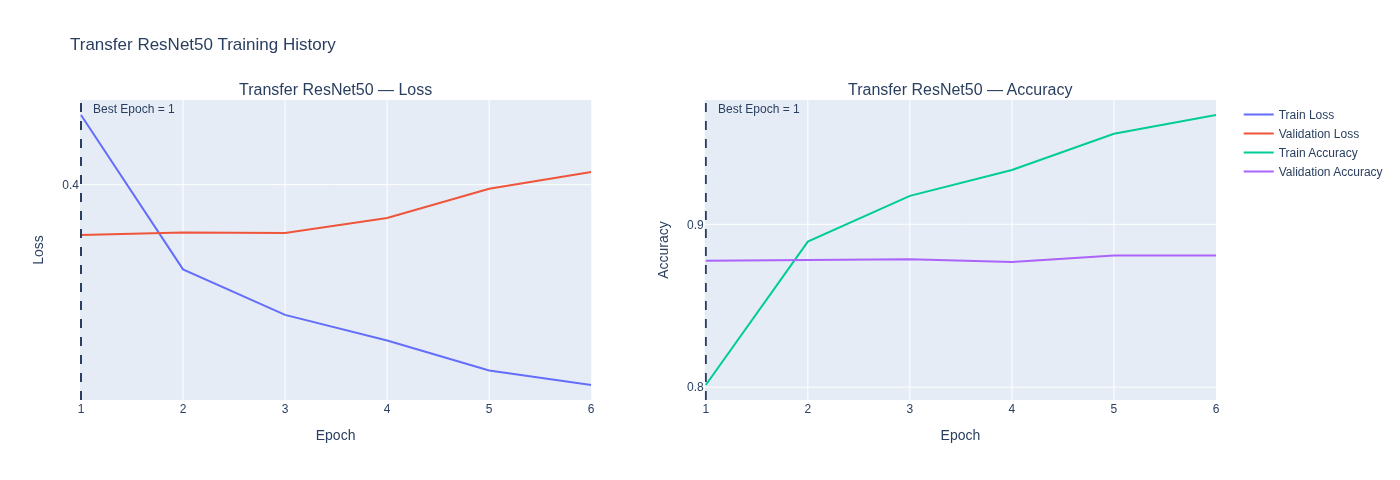 Transfer ResNet50 Training History
Transfer ResNet50 — Loss
Best Epoch = 1
0.4
Loss
1 2 3 4 5 6
Epoch
Transfer ResNet50 — Accuracy
Best Epoch = 1
0.9
0.8
Accuracy
1 2 3 4 5 6
Epoch
Train Loss
Validation Loss
Train Accuracy
Validation Accuracy